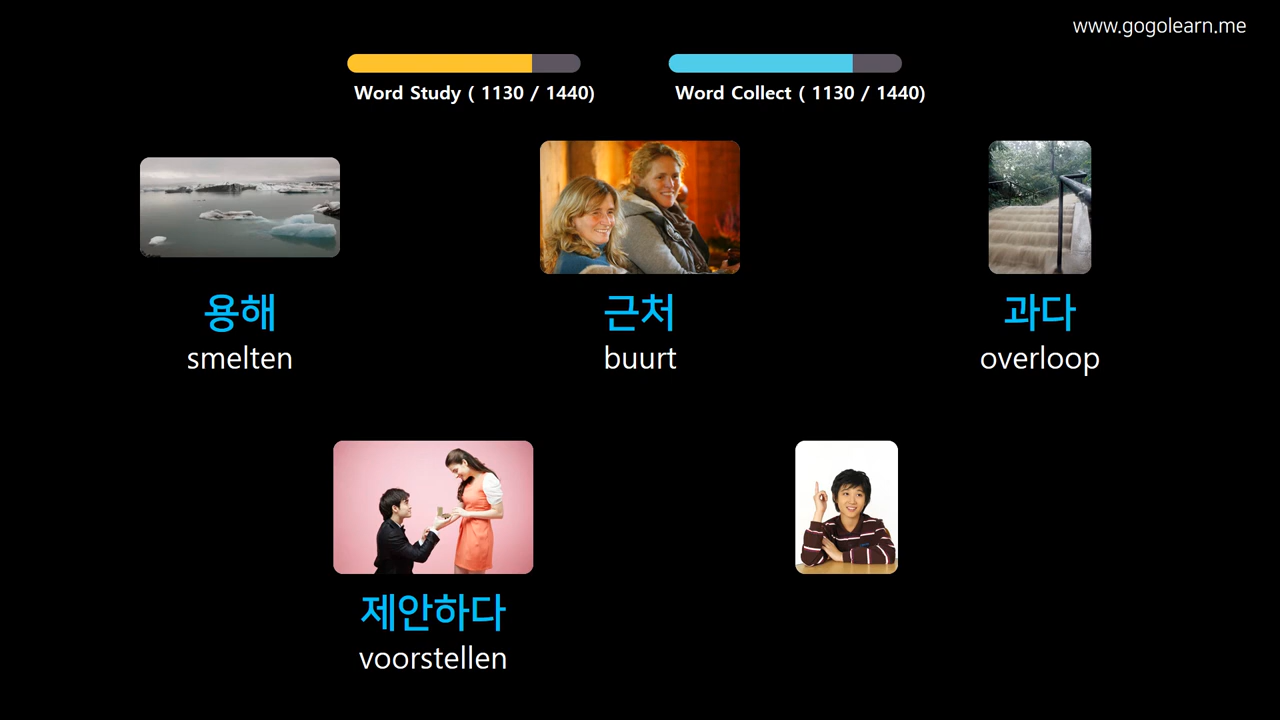 www.gogolearn.me
Word Study ( 1130 / 1440)
Word Collect ( 1130 / 1440)
용해
smelten
근처
buurt
과다
overloop
제안하다
voorstellen